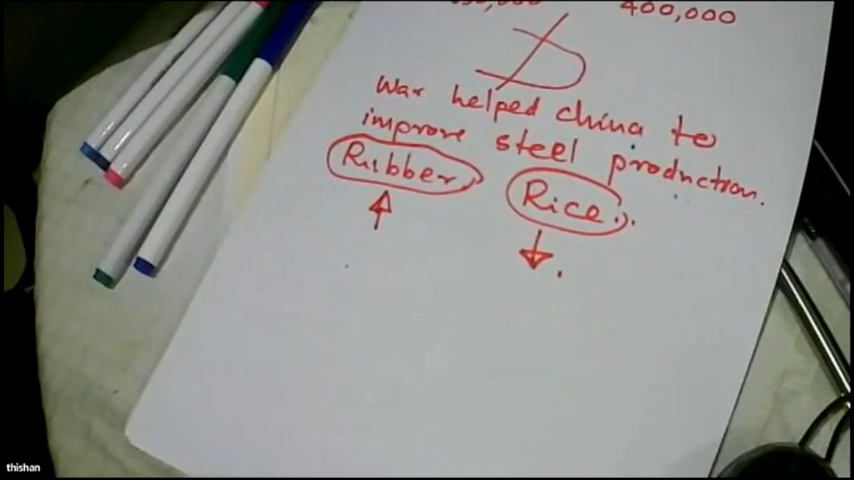 400,000
War helped china to
improve steel production.
Rubber, Rice..
thishan